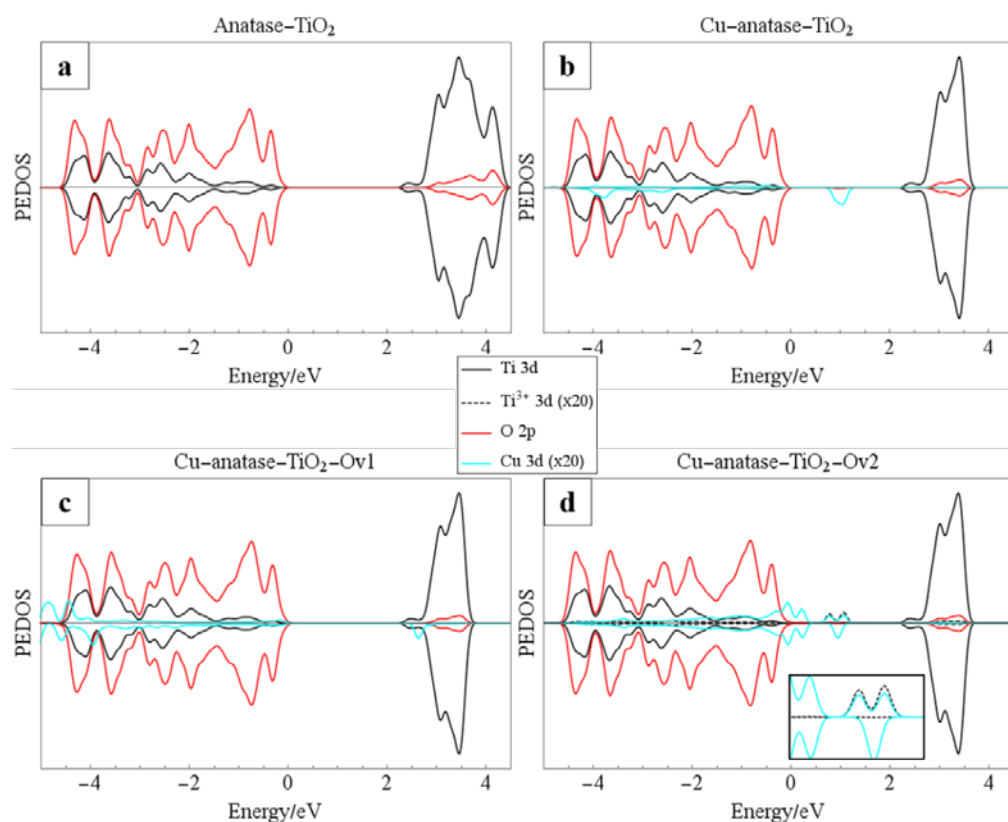 Anatase–TiO₂
a
PEDOS
−4 −2 0 2 4
Energy/eV
Cu–anatase–TiO₂
b
PEDOS
−4 −2 0 2 4
Energy/eV
Ti 3d
Ti³⁺ 3d (x20)
O 2p
Cu 3d (x20)
Cu–anatase–TiO₂–Ov1
c
PEDOS
−4 −2 0 2 4
Energy/eV
Cu–anatase–TiO₂–Ov2
d
PEDOS
−4 −2 0 2 4
Energy/eV